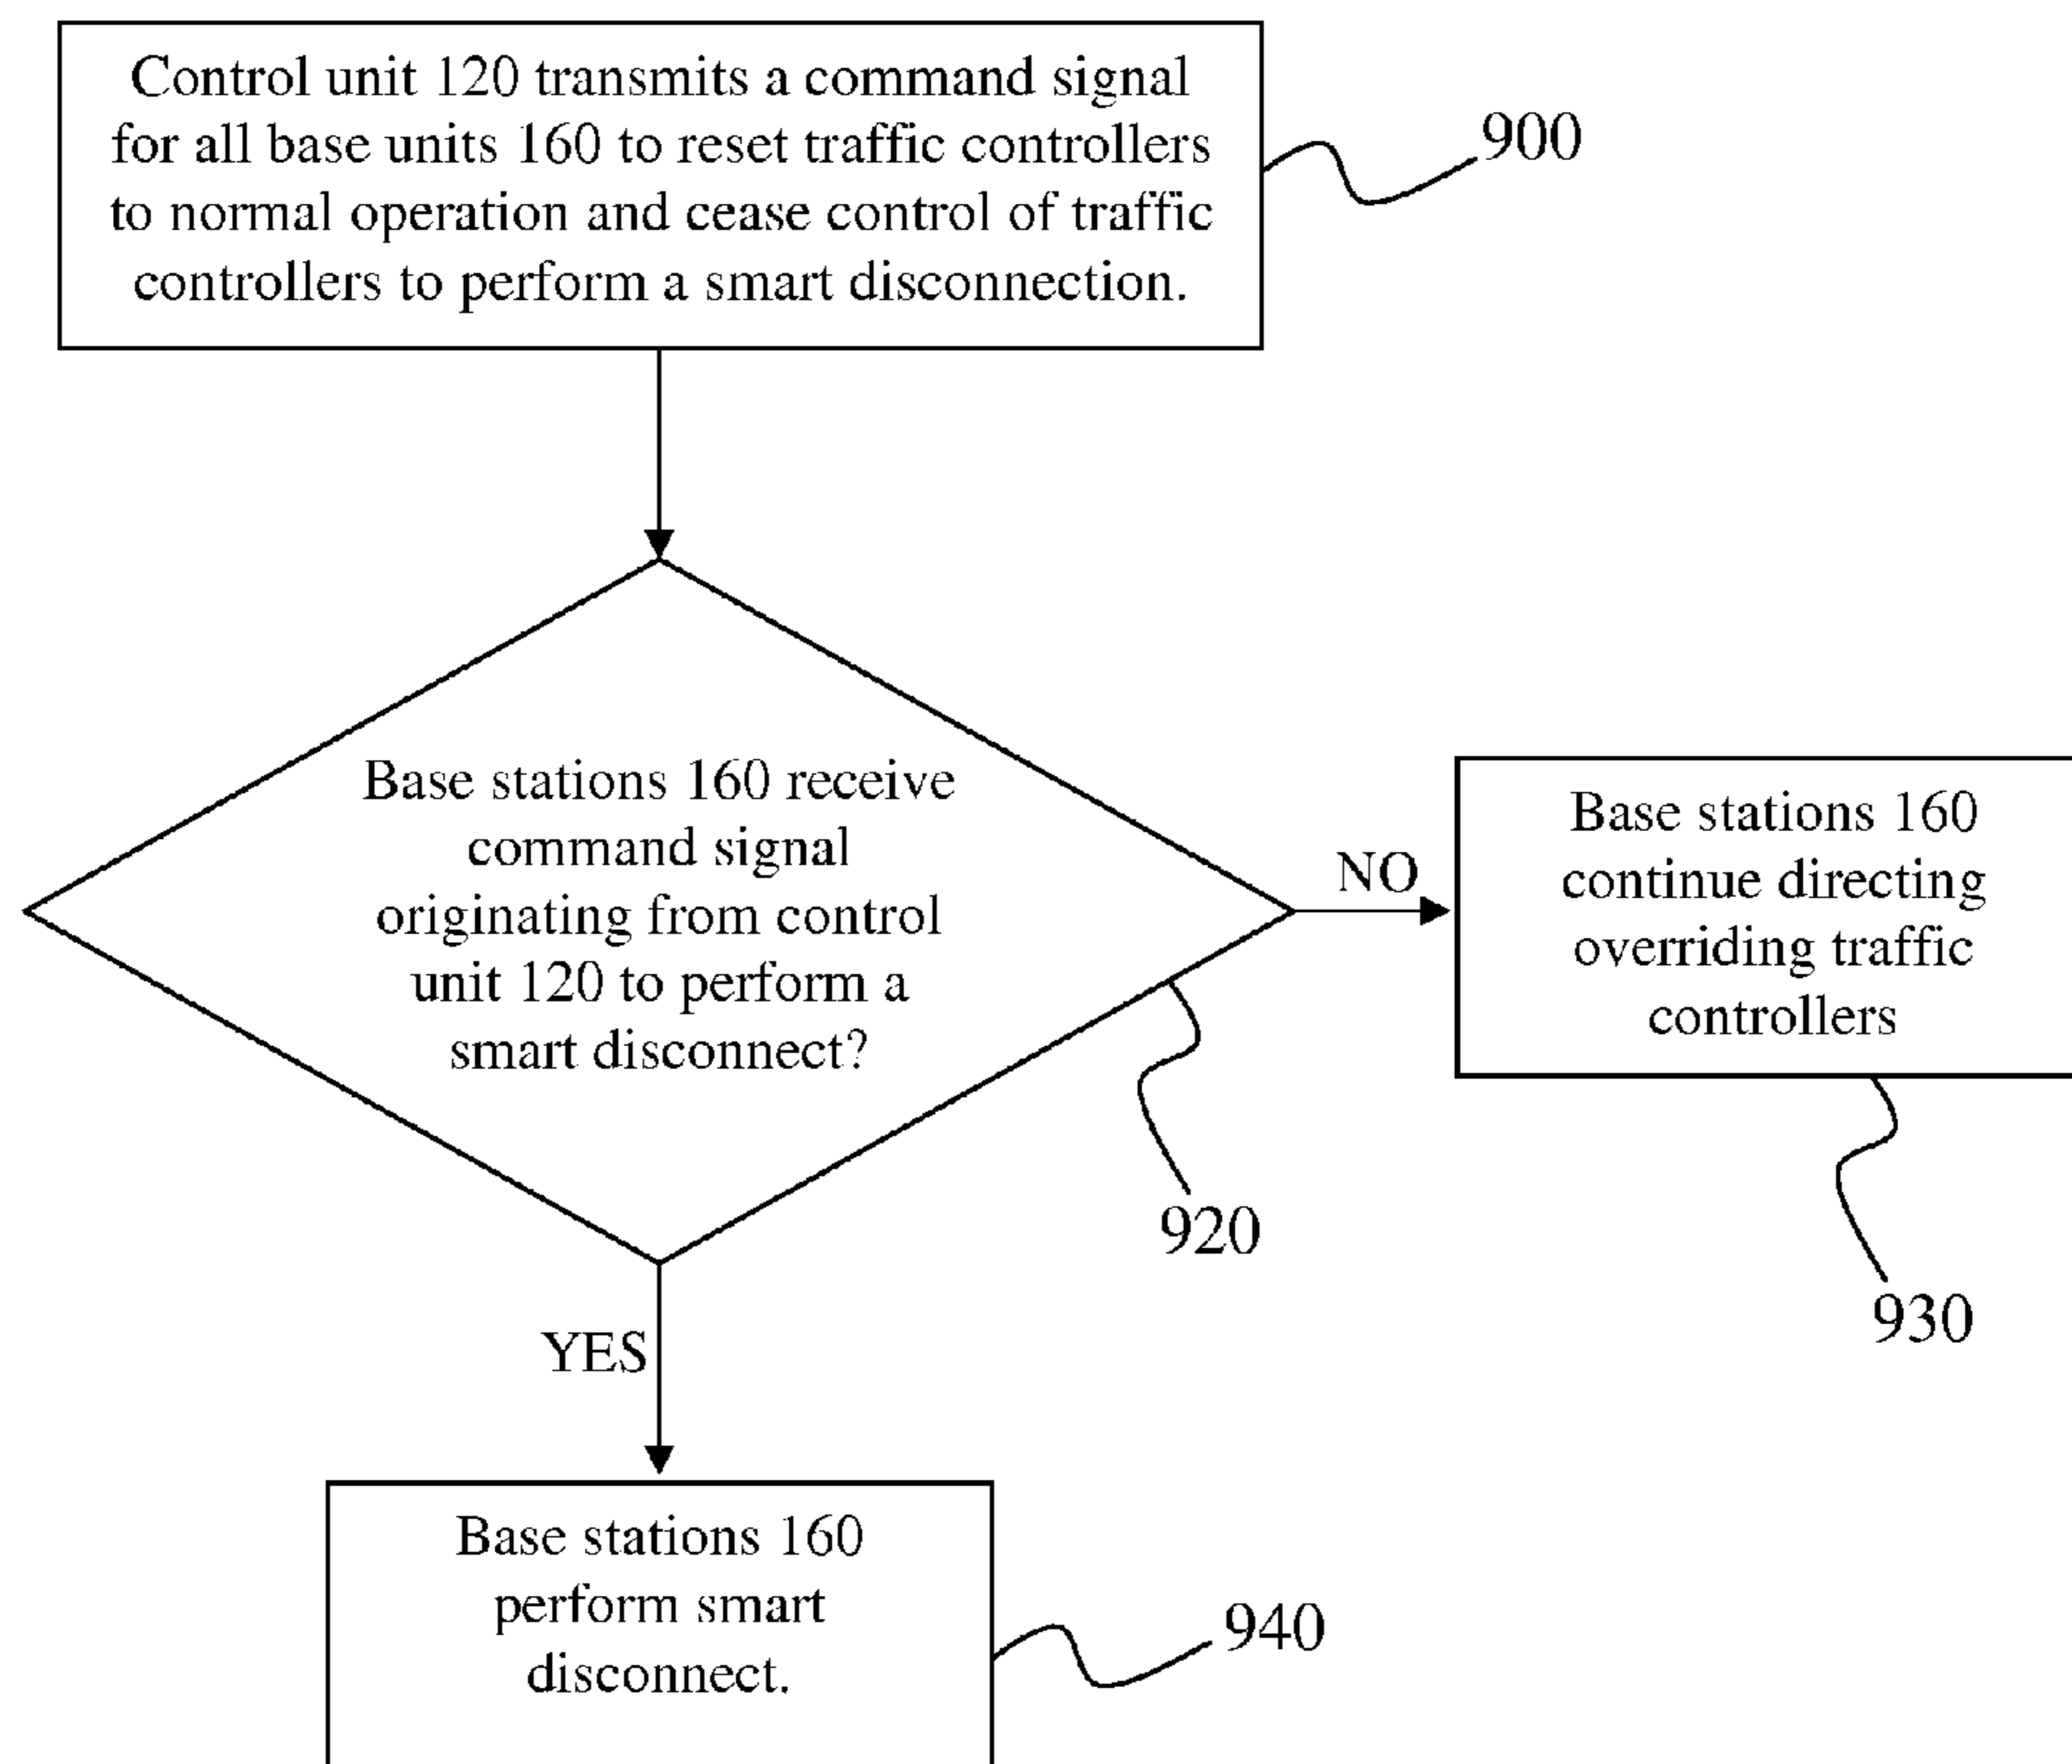 Control unit 120 transmits a command signal
for all base units 160 to reset traffic controllers
to normal operation and cease control of traffic
controllers to perform a smart disconnection.
900
Base stations 160 receive
command signal
originating from control
unit 120 to perform a
smart disconnect?
920
NO
Base stations 160
continue directing
overriding traffic
controllers
930
YES
Base stations 160
perform smart
disconnect.
940